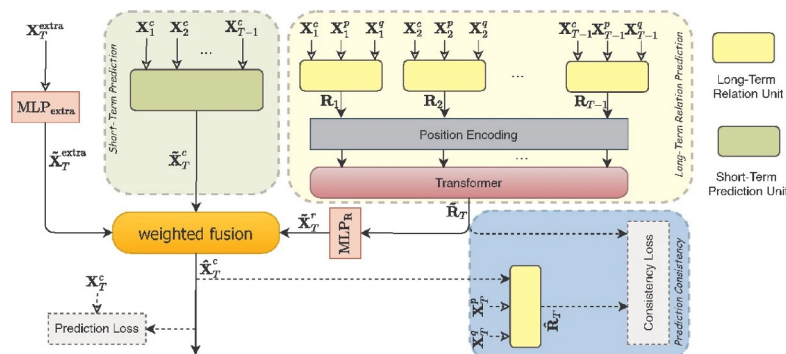 X_T^extra
X_1^c X_2^c ... X_{T-1}^c
X_1^c X_1^p X_1^q X_2^c X_2^p X_2^q X_{T-1}^c X_{T-1}^p X_{T-1}^q
Short-Term Prediction
Long-Term Relation Prediction
MLP_extra
...
R_1 R_2 R_{T-1}
Position Encoding
...
Transformer
X̃_T^extra
X̃_T^c
R̃_T
weighted fusion
X̃_T^r
MLP_R
X̂_T^c
X_T^c
Prediction Loss
X_T^p
X_T^q
R̂_T
Consistency Loss
Prediction Consistency
Long-Term
Relation Unit
Short-Term
Prediction Unit